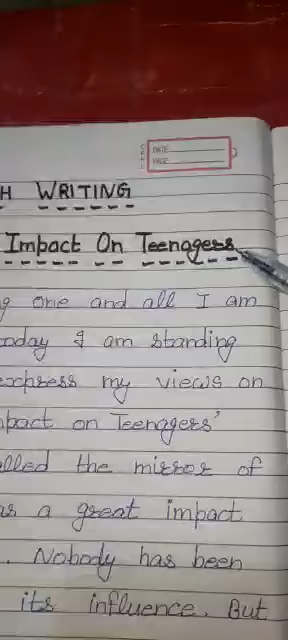 DATE
PAGE
H WRITING
Impact On Teenagers
g one and all I am
oday I am standing
express my views on
pact on Teenagers'
lled the mirror of
as a great impact
. Nobody has been
its influence. But